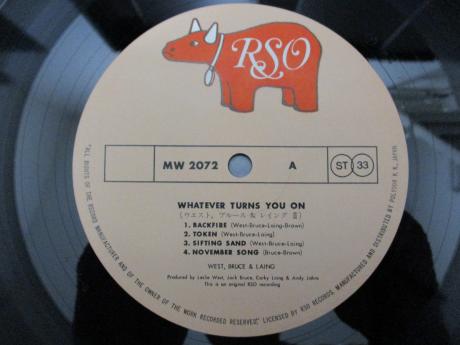 RSO
MW 2072
A
ST 33
WHATEVER TURNS YOU ON
(ウエスト, ブルース & レイング Ⅱ)
1. BACKFIRE (West-Bruce-Laing-Brown)
2. TOKEN (West-Bruce-Laing)
3. SIFTING SAND (West-Bruce-Laing)
4. NOVEMBER SONG (Bruce-Brown)
WEST, BRUCE & LAING
Produced by Leslie West, Jack Bruce, Corky Laing & Andy Johns
This is an original RSO recording
"ALL RIGHTS OF THE RECORD MANUFACTURER AND OF THE OWNER OF THE WORK RECORDED RESERVED." LICENSED BY RSO RECORDS, MANUFACTURED AND DISTRIBUTED BY POLYDOR K. K., JAPAN